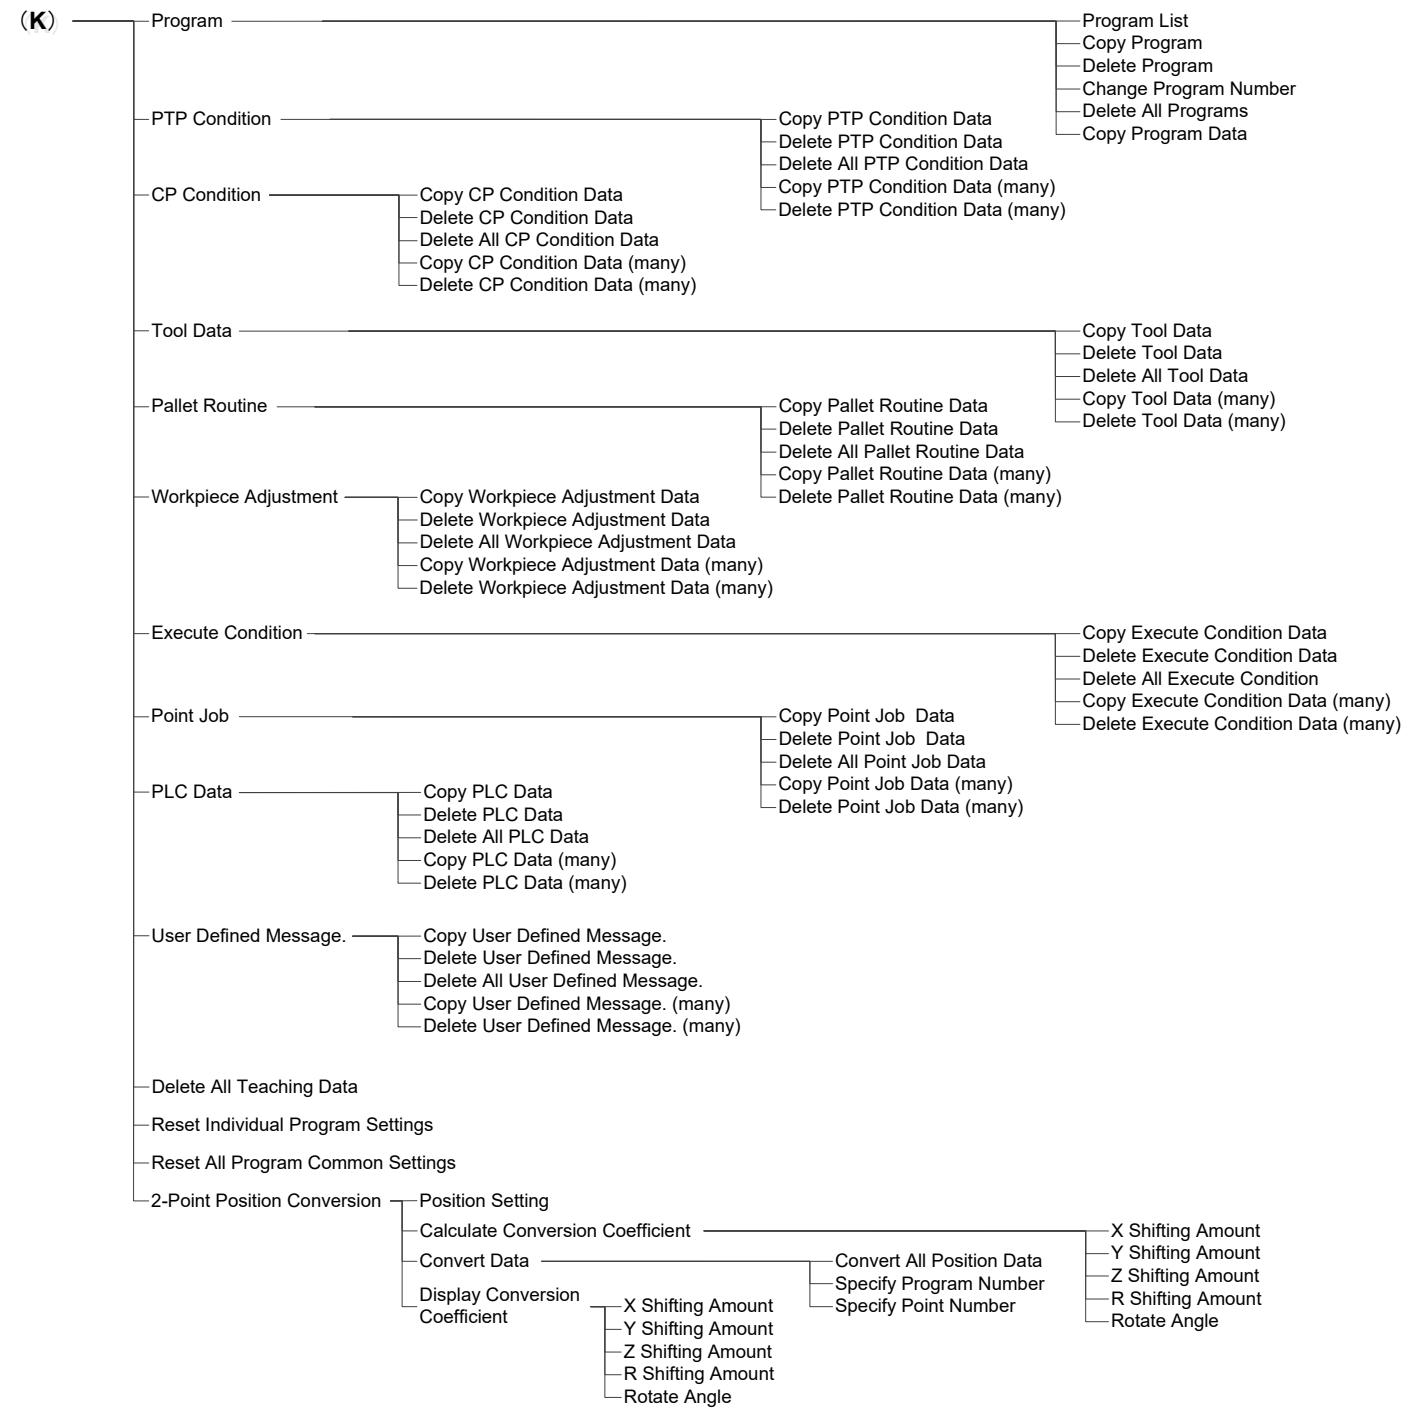 (K)
Program
Program List
Copy Program
Delete Program
Change Program Number
Delete All Programs
Copy Program Data
PTP Condition
Copy PTP Condition Data
Delete PTP Condition Data
Delete All PTP Condition Data
Copy PTP Condition Data (many)
Delete PTP Condition Data (many)
CP Condition
Copy CP Condition Data
Delete CP Condition Data
Delete All CP Condition Data
Copy CP Condition Data (many)
Delete CP Condition Data (many)
Tool Data
Copy Tool Data
Delete Tool Data
Delete All Tool Data
Copy Tool Data (many)
Delete Tool Data (many)
Pallet Routine
Copy Pallet Routine Data
Delete Pallet Routine Data
Delete All Pallet Routine Data
Copy Pallet Routine Data (many)
Delete Pallet Routine Data (many)
Workpiece Adjustment
Copy Workpiece Adjustment Data
Delete Workpiece Adjustment Data
Delete All Workpiece Adjustment Data
Copy Workpiece Adjustment Data (many)
Delete Workpiece Adjustment Data (many)
Execute Condition
Copy Execute Condition Data
Delete Execute Condition Data
Delete All Execute Condition
Copy Execute Condition Data (many)
Delete Execute Condition Data (many)
Point Job
Copy Point Job  Data
Delete Point Job  Data
Delete All Point Job Data
Copy Point Job Data (many)
Delete Point Job Data (many)
PLC Data
Copy PLC Data
Delete PLC Data
Delete All PLC Data
Copy PLC Data (many)
Delete PLC Data (many)
User Defined Message.
Copy User Defined Message.
Delete User Defined Message.
Delete All User Defined Message.
Copy User Defined Message. (many)
Delete User Defined Message. (many)
Delete All Teaching Data
Reset Individual Program Settings
Reset All Program Common Settings
2-Point Position Conversion
Position Setting
Calculate Conversion Coefficient
X Shifting Amount
Y Shifting Amount
Z Shifting Amount
R Shifting Amount
Rotate Angle
Convert Data
Convert All Position Data
Specify Program Number
Specify Point Number
Display Conversion
Coefficient
X Shifting Amount
Y Shifting Amount
Z Shifting Amount
R Shifting Amount
Rotate Angle